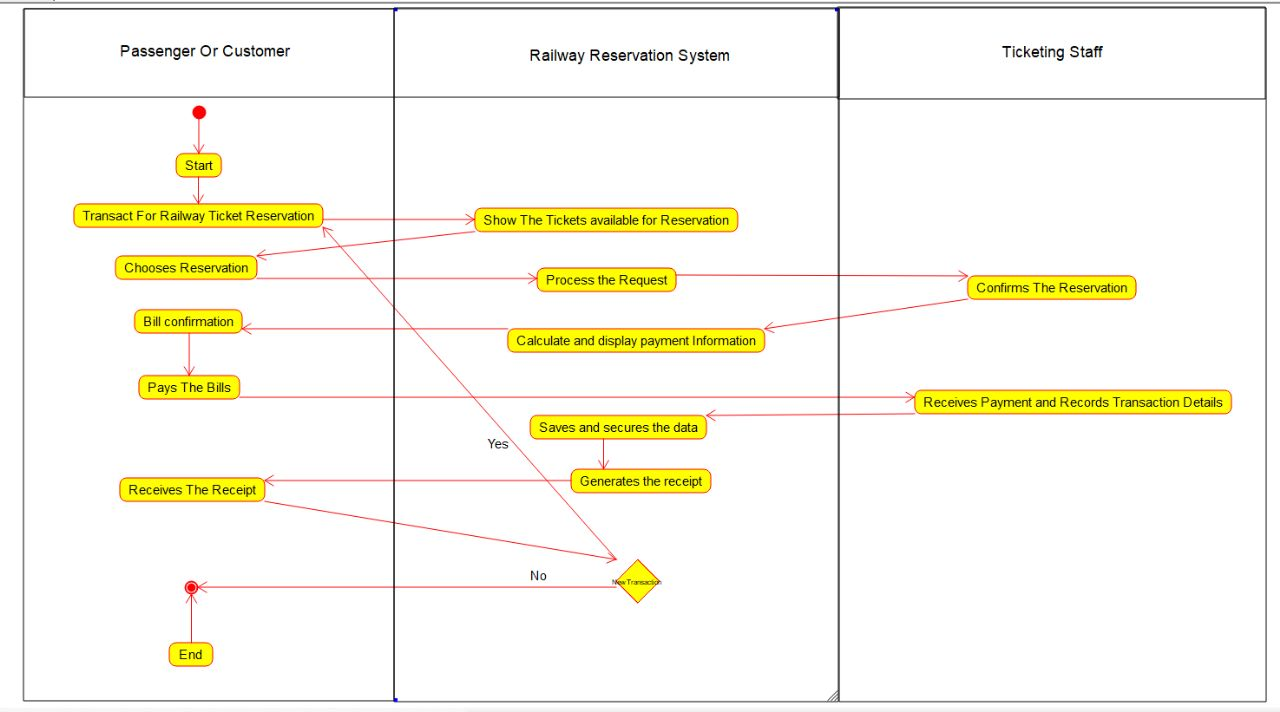 Passenger Or Customer
Railway Reservation System
Ticketing Staff
Start
Transact For Railway Ticket Reservation
Show The Tickets available for Reservation
Chooses Reservation
Process the Request
Confirms The Reservation
Bill confirmation
Calculate and display payment Information
Pays The Bills
Receives Payment and Records Transaction Details
Saves and secures the data
Yes
Generates the receipt
Receives The Receipt
No
New Transaction
End